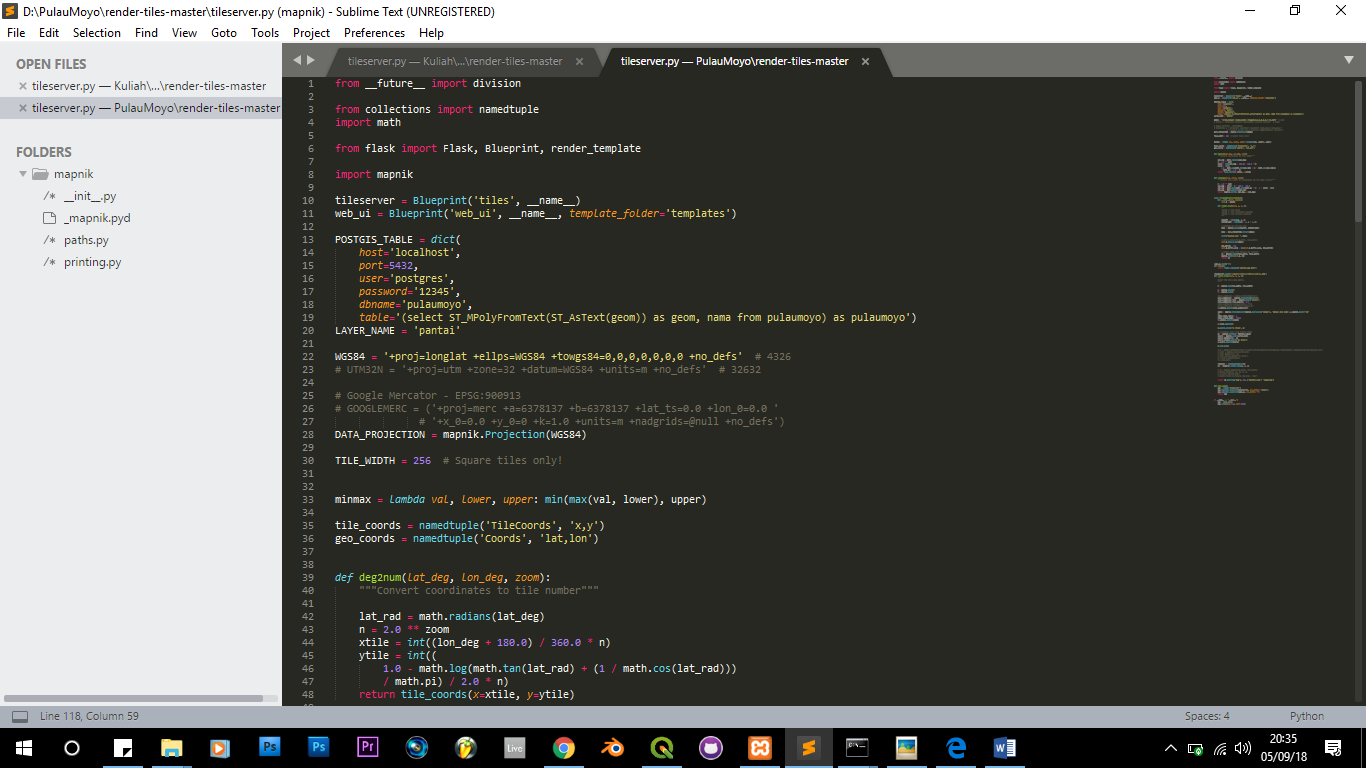 D:\PulauMoyo\render-tiles-master\tileserver.py (mapnik) - Sublime Text (UNREGISTERED)
File Edit Selection Find View Goto Tools Project Preferences Help
OPEN FILES
tileserver.py — Kuliah\...\render-tiles-master
tileserver.py — PulauMoyo\render-tiles-master
FOLDERS
mapnik
/* __init__.py
_mapnik.pyd
/* paths.py
/* printing.py
tileserver.py — Kuliah\...\render-tiles-master
tileserver.py — PulauMoyo\render-tiles-master
1 from __future__ import division
2
3 from collections import namedtuple
4 import math
5
6 from flask import Flask, Blueprint, render_template
7
8 import mapnik
9
10 tileserver = Blueprint('tiles', __name__)
11 web_ui = Blueprint('web_ui', __name__, template_folder='templates')
12
13 POSTGIS_TABLE = dict(
14 host='localhost',
15 port=5432,
16 user='postgres',
17 password='12345',
18 dbname='pulaumoyo',
19 table='(select ST_MPolyFromText(ST_AsText(geom)) as geom, nama from pulaumoyo) as pulaumoyo')
20 LAYER_NAME = 'pantai'
21
22 WGS84 = '+proj=longlat +ellps=WGS84 +towgs84=0,0,0,0,0,0,0 +no_defs' # 4326
23 # UTM32N = '+proj=utm +zone=32 +datum=WGS84 +units=m +no_defs' # 32632
24
25 # Google Mercator - EPSG:900913
26 # GOOGLEMERC = ('+proj=merc +a=6378137 +b=6378137 +lat_ts=0.0 +lon_0=0.0 '
27 # '+x_0=0.0 +y_0=0 +k=1.0 +units=m +nadgrids=@null +no_defs')
28 DATA_PROJECTION = mapnik.Projection(WGS84)
29
30 TILE_WIDTH = 256 # Square tiles only!
31
32
33 minmax = lambda val, lower, upper: min(max(val, lower), upper)
34
35 tile_coords = namedtuple('TileCoords', 'x,y')
36 geo_coords = namedtuple('Coords', 'lat,lon')
37
38
39 def deg2num(lat_deg, lon_deg, zoom):
40 """Convert coordinates to tile number"""
41
42 lat_rad = math.radians(lat_deg)
43 n = 2.0 ** zoom
44 xtile = int((lon_deg + 180.0) / 360.0 * n)
45 ytile = int((
46 1.0 - math.log(math.tan(lat_rad) + (1 / math.cos(lat_rad)))
47 / math.pi) / 2.0 * n)
48 return tile_coords(x=xtile, y=ytile)
Line 118, Column 59
Spaces: 4
Python
Ps
Ps
Pr
Live
20:35
05/09/18